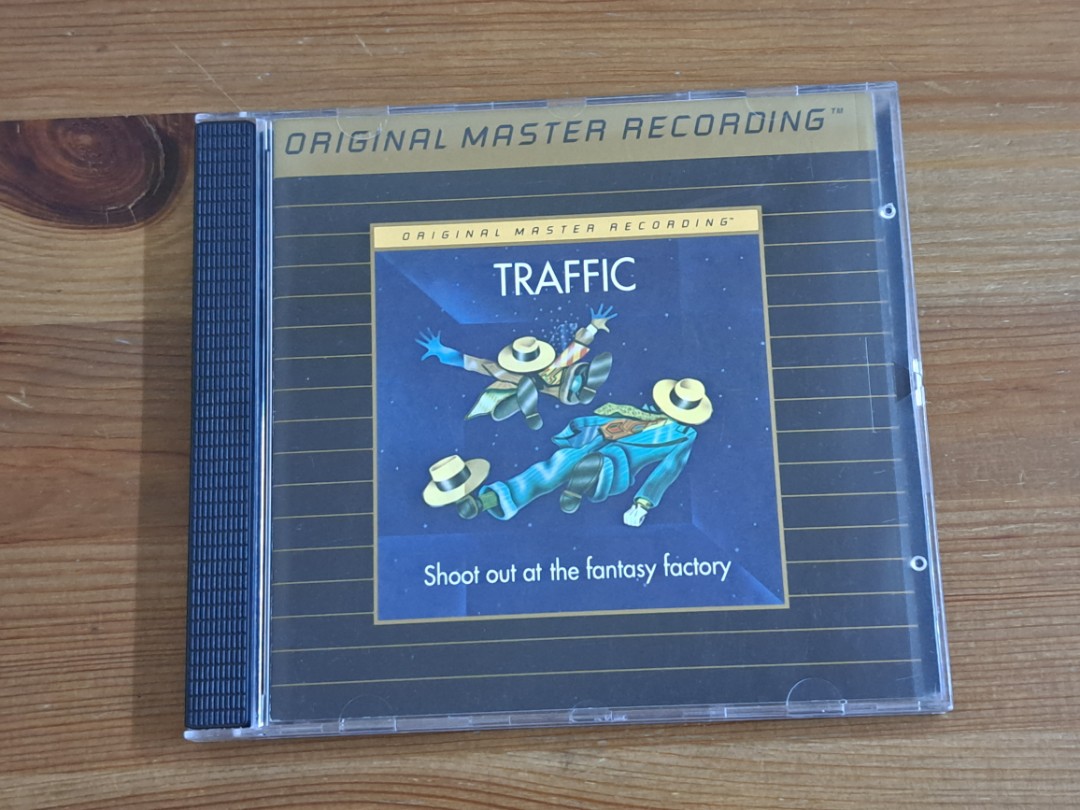 ORIGINAL MASTER RECORDING™
ORIGINAL MASTER RECORDING™
TRAFFIC
Shoot out at the fantasy factory